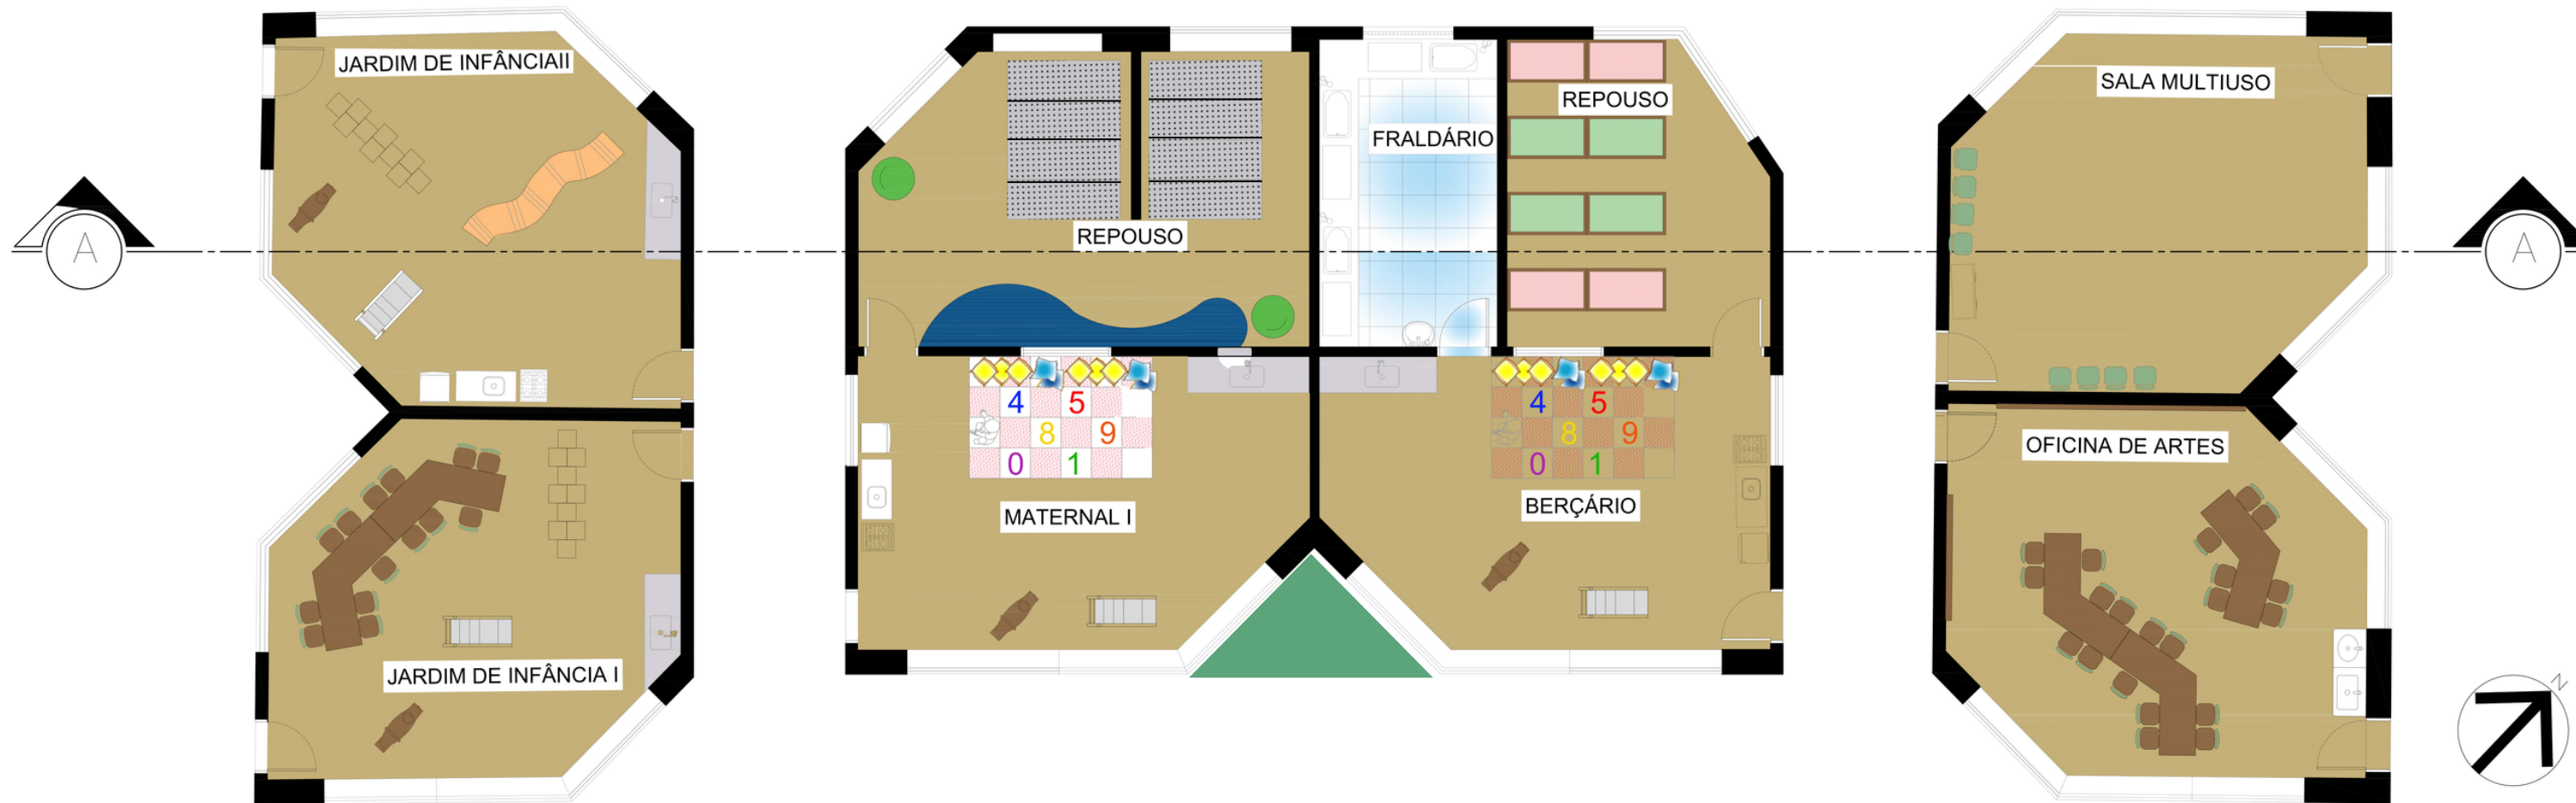 JARDIM DE INFÂNCIAII
A
JARDIM DE INFÂNCIA I
REPOUSO
FRALDÁRIO
REPOUSO
4 5
8 9
0 1
MATERNAL I
4 5
8 9
0 1
BERÇÁRIO
SALA MULTIUSO
A
OFICINA DE ARTES
N